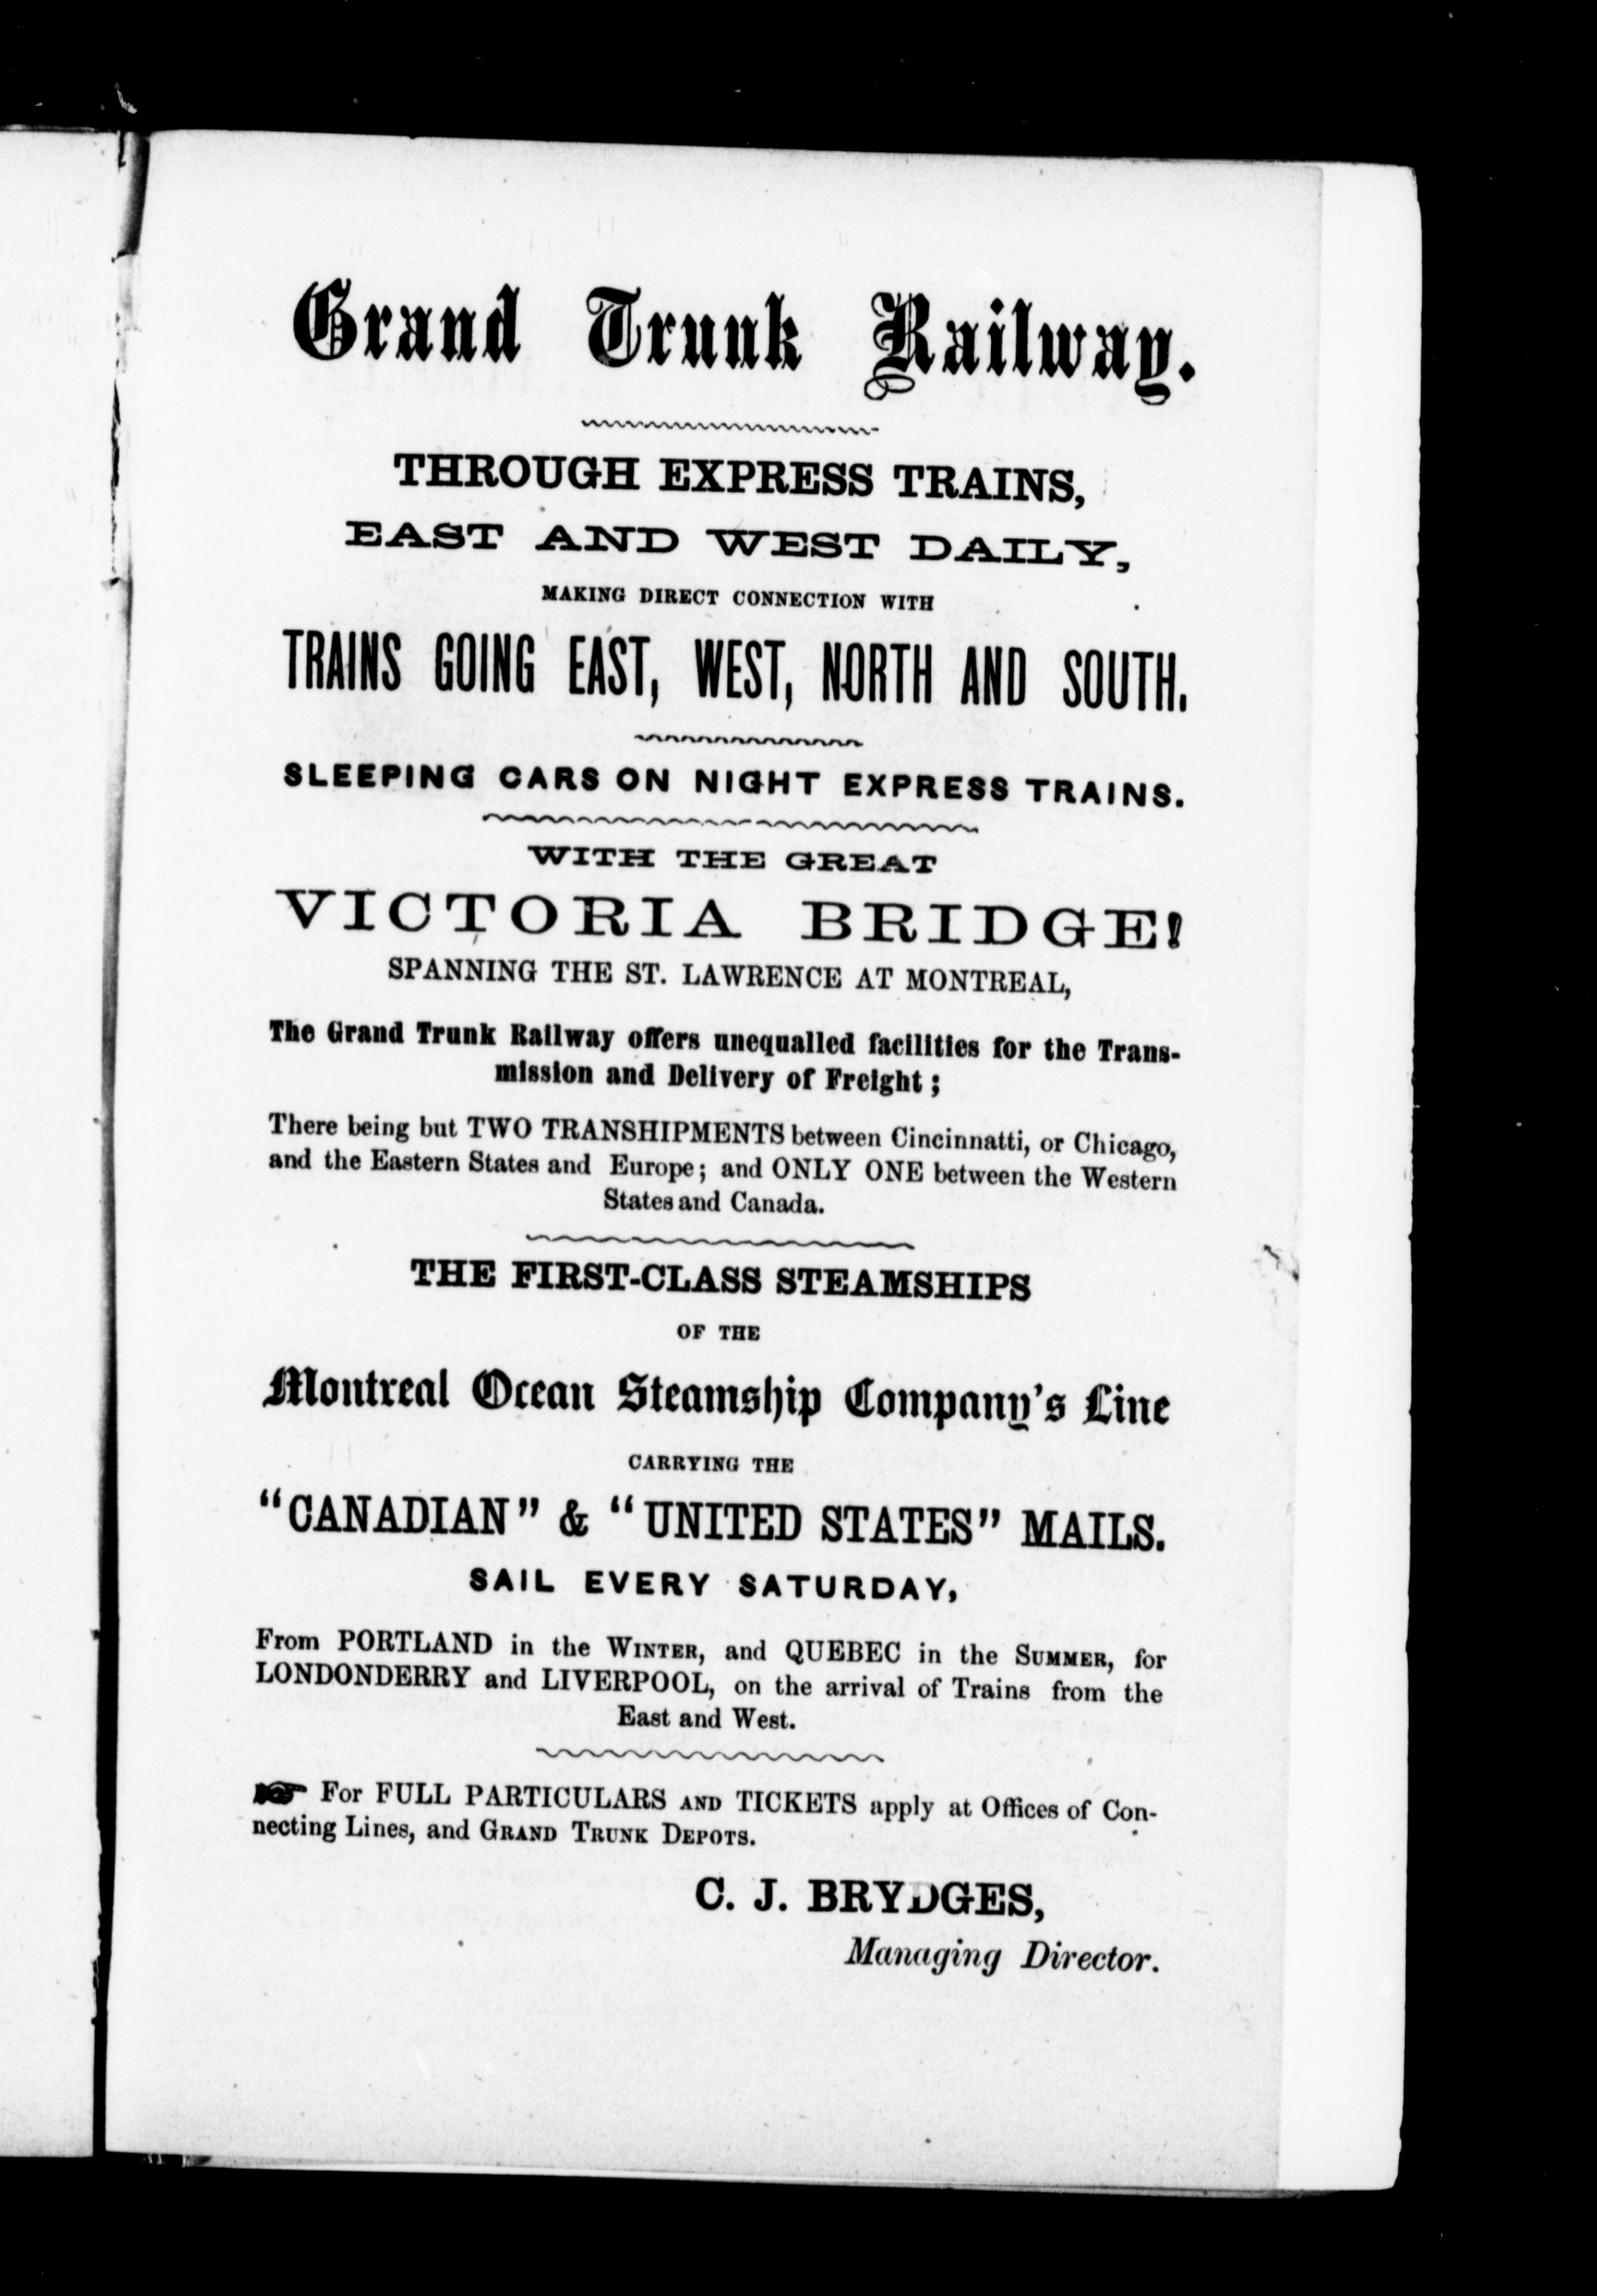 Grand Trunk Railway.
THROUGH EXPRESS TRAINS,
EAST AND WEST DAILY,
MAKING DIRECT CONNECTION WITH
TRAINS GOING EAST, WEST, NORTH AND SOUTH.
SLEEPING CARS ON NIGHT EXPRESS TRAINS.
WITH THE GREAT
VICTORIA BRIDGE!
SPANNING THE ST. LAWRENCE AT MONTREAL,
The Grand Trunk Railway offers unequalled facilities for the Trans-
mission and Delivery of Freight;
There being but TWO TRANSHIPMENTS between Cincinnatti, or Chicago,
and the Eastern States and Europe; and ONLY ONE between the Western
States and Canada.
THE FIRST-CLASS STEAMSHIPS
OF THE
Montreal Ocean Steamship Company's Line
CARRYING THE
"CANADIAN" & "UNITED STATES" MAILS.
SAIL EVERY SATURDAY,
From PORTLAND in the WINTER, and QUEBEC in the SUMMER, for
LONDONDERRY and LIVERPOOL, on the arrival of Trains from the
East and West.
☞ For FULL PARTICULARS AND TICKETS apply at Offices of Con-
necting Lines, and GRAND TRUNK DEPOTS.
C. J. BRYDGES,
Managing Director.